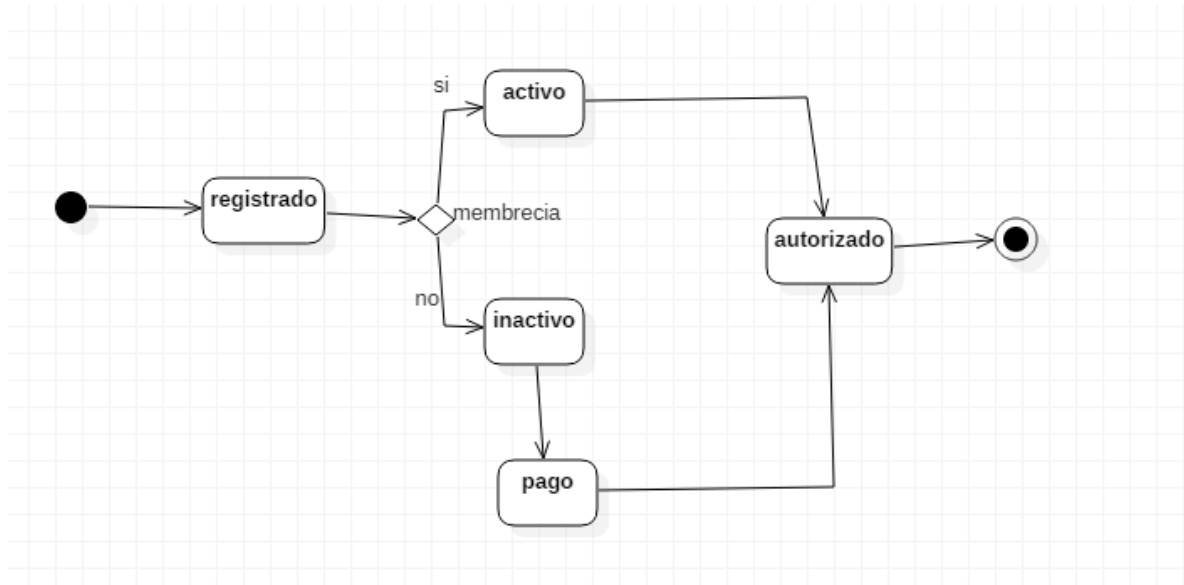 si
activo
registrado
membrecia
autorizado
no
inactivo
pago